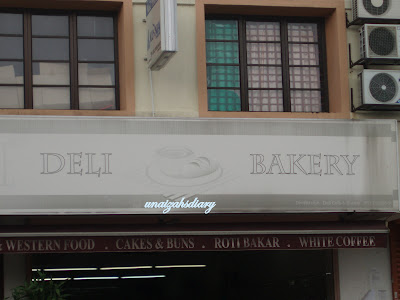 DELI BAKERY
unaizahsdiary
WESTERN FOOD · CAKES & BUNS · ROTI BAKAR · WHITE COFFEE